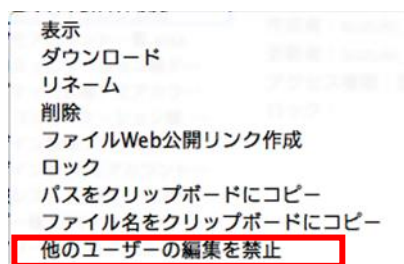 表示
ダウンロード
リネーム
削除
ファイルWeb公開リンク作成
ロック
パスをクリップボードにコピー
ファイル名をクリップボードにコピー
他のユーザーの編集を禁止